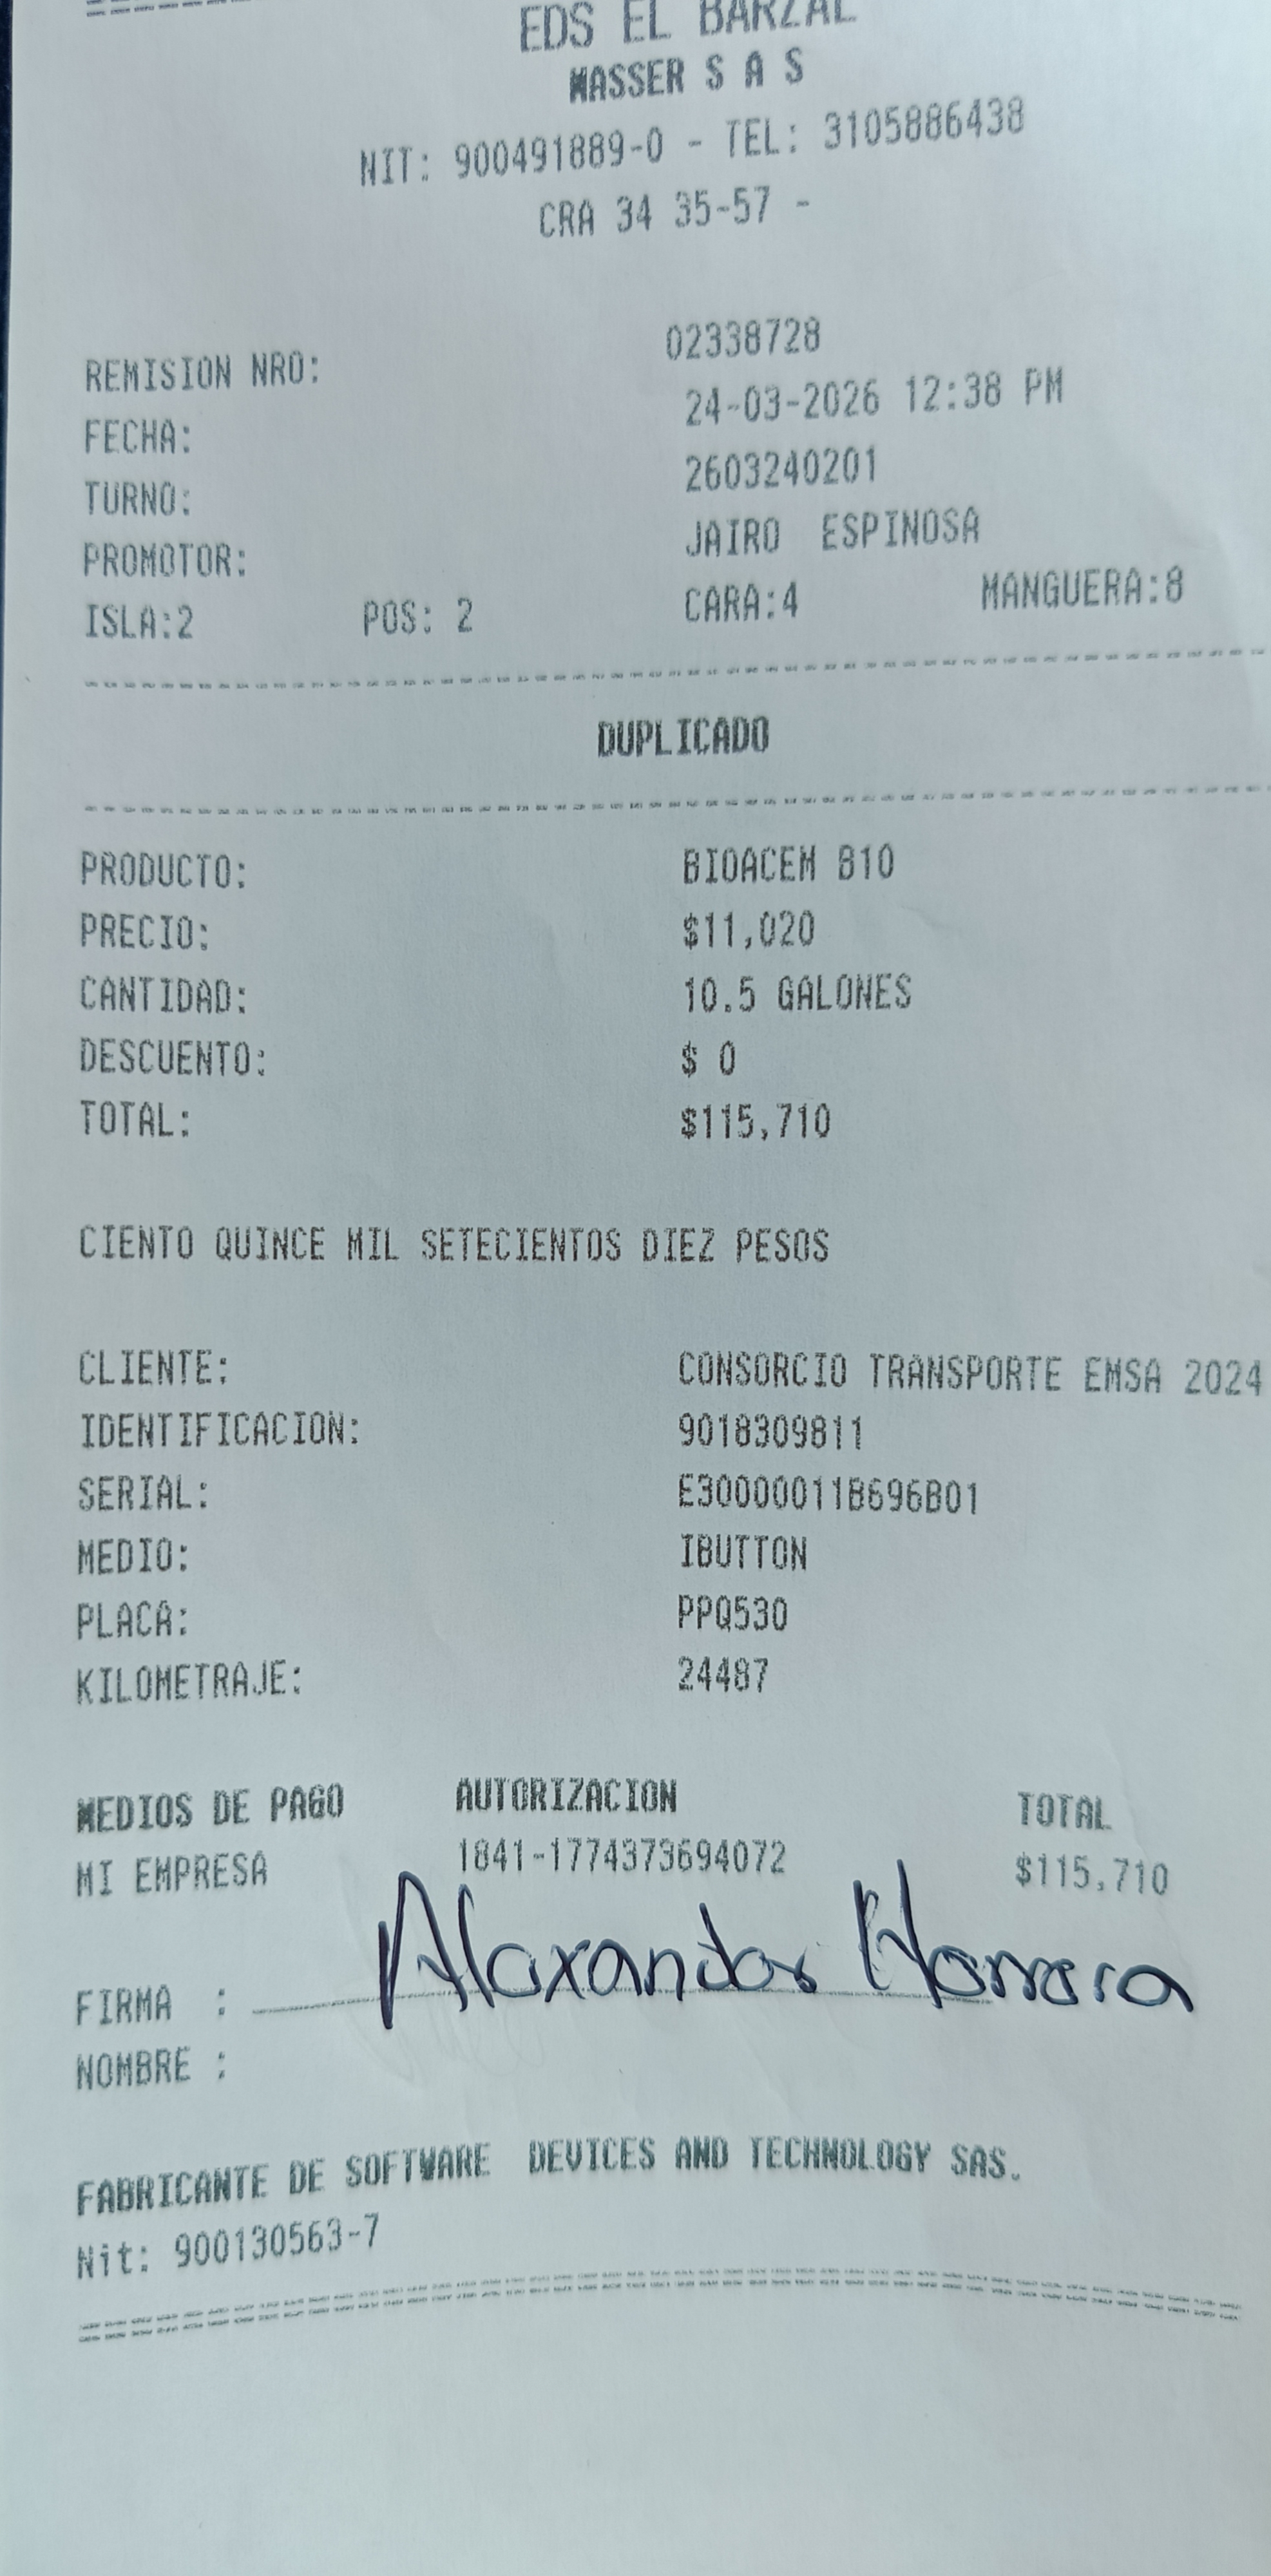 EDS EL BARZAL
MASSER S A S
NIT: 900491889-0 - TEL: 3105886438
CRA 34 35-57 -
REMISION NRO: 02338728
FECHA: 24-03-2026 12:38 PM
TURNO: 2603240201
PROMOTOR: JAIRO ESPINOSA
ISLA:2 POS: 2 CARA:4 MANGUERA:8
DUPLICADO
PRODUCTO: BIOACEM B10
PRECIO: $11,020
CANTIDAD: 10.5 GALONES
DESCUENTO: $ 0
TOTAL: $115,710
CIENTO QUINCE MIL SETECIENTOS DIEZ PESOS
CLIENTE: CONSORCIO TRANSPORTE EMSA 2024
IDENTIFICACION: 9018309811
SERIAL: E30000011B696B01
MEDIO: IBUTTON
PLACA: PPQ530
KILOMETRAJE: 24487
MEDIOS DE PAGO AUTORIZACION TOTAL
MI EMPRESA 1841-1774373694072 $115,710
FIRMA : Alexander Herrera
NOMBRE :
FABRICANTE DE SOFTWARE DEVICES AND TECHNOLOGY SAS.
Nit: 900130563-7